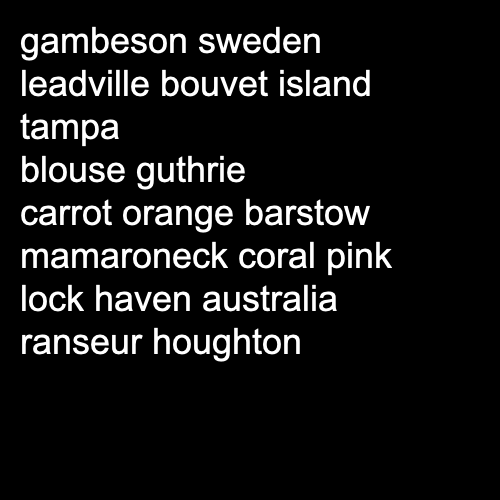 gambeson sweden
leadville bouvet island
tampa
blouse guthrie
carrot orange barstow
mamaroneck coral pink
lock haven australia
ranseur houghton